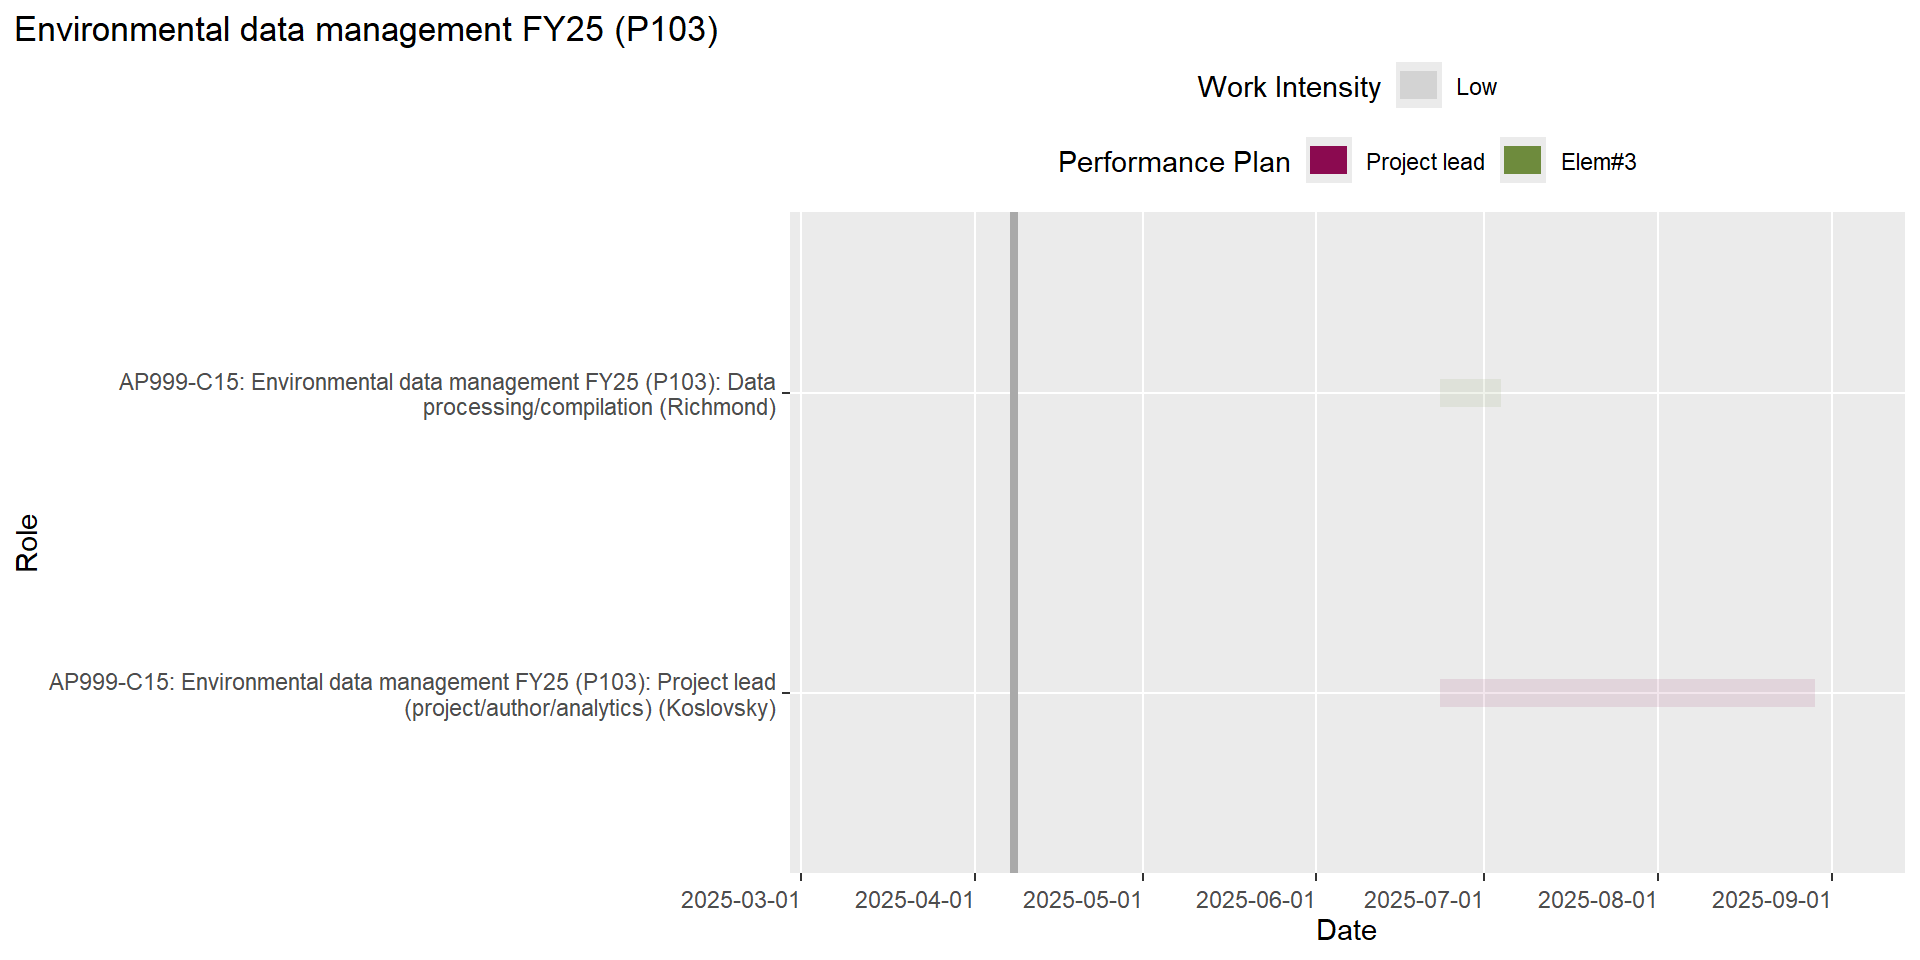 Environmental data management FY25 (P103)
Work Intensity Low
Performance Plan Project lead Elem#3
AP999-C15: Environmental data management FY25 (P103): Data
processing/compilation (Richmond)
Role
AP999-C15: Environmental data management FY25 (P103): Project lead
(project/author/analytics) (Koslovsky)
2025-03-01 2025-04-01 2025-05-01 2025-06-01 2025-07-01 2025-08-01 2025-09-01
Date